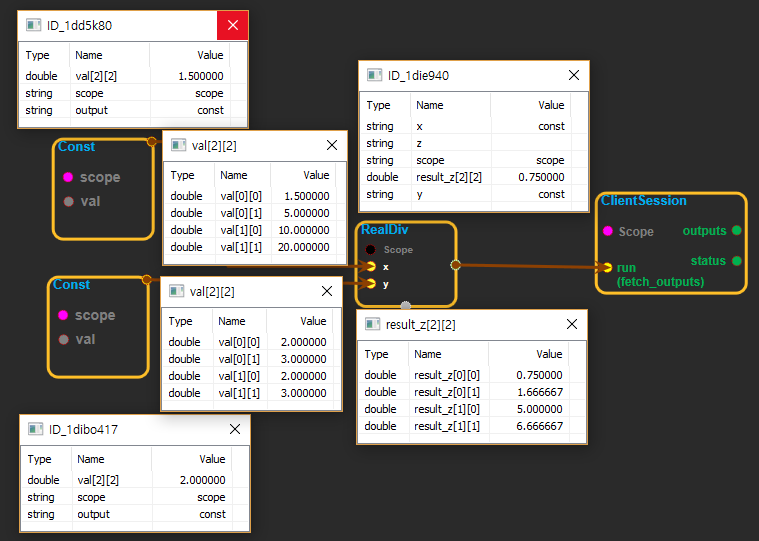 ID_1dd5k80
Type Name Value
double val[2][2] 1.500000
string scope scope
string output const
Const
scope
val
val[2][2]
Type Name Value
double val[0][0] 1.500000
double val[0][1] 5.000000
double val[1][0] 10.000000
double val[1][1] 20.000000
ID_1die940
Type Name Value
string x const
string z
string scope scope
double result_z[2][2] 0.750000
string y const
RealDiv
Scope
x
y
ClientSession
Scope outputs
status
run
(fetch_outputs)
Const
scope
val
val[2][2]
Type Name Value
double val[0][0] 2.000000
double val[0][1] 3.000000
double val[1][0] 2.000000
double val[1][1] 3.000000
result_z[2][2]
Type Name Value
double result_z[0][0] 0.750000
double result_z[0][1] 1.666667
double result_z[1][0] 5.000000
double result_z[1][1] 6.666667
ID_1dibo417
Type Name Value
double val[2][2] 2.000000
string scope scope
string output const